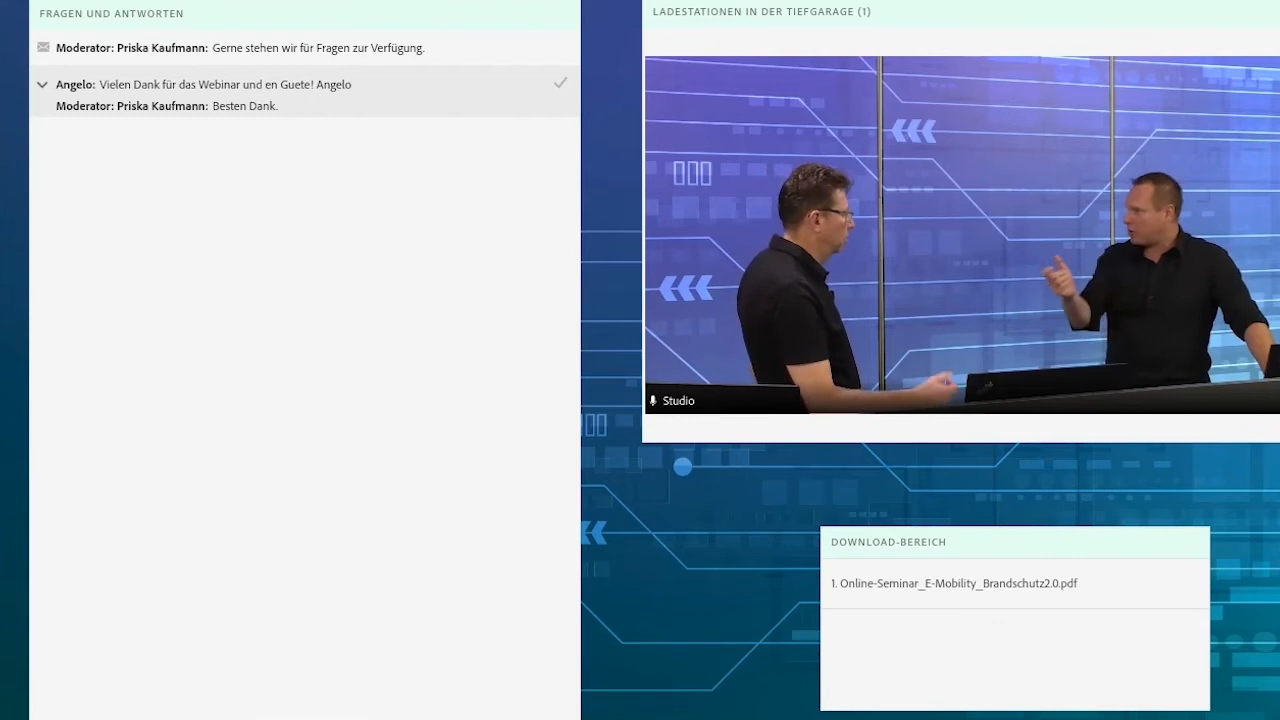 FRAGEN UND ANTWORTEN
Moderator: Priska Kaufmann: Gerne stehen wir für Fragen zur Verfügung.
Angelo: Vielen Dank für das Webinar und en Guete! Angelo
Moderator: Priska Kaufmann: Besten Dank.
LADESTATIONEN IN DER TIEFGARAGE (1)
Studio
DOWNLOAD-BEREICH
1. Online-Seminar_E-Mobility_Brandschutz2.0.pdf